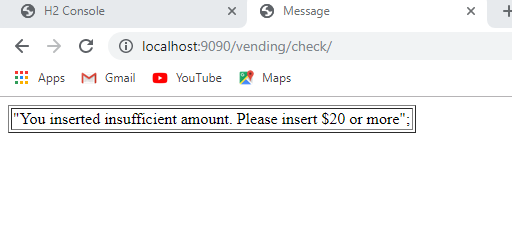 H2 Console
Message
localhost:9090/vending/check/
Apps
Gmail
YouTube
Maps
"You inserted insufficient amount. Please insert $20 or more";